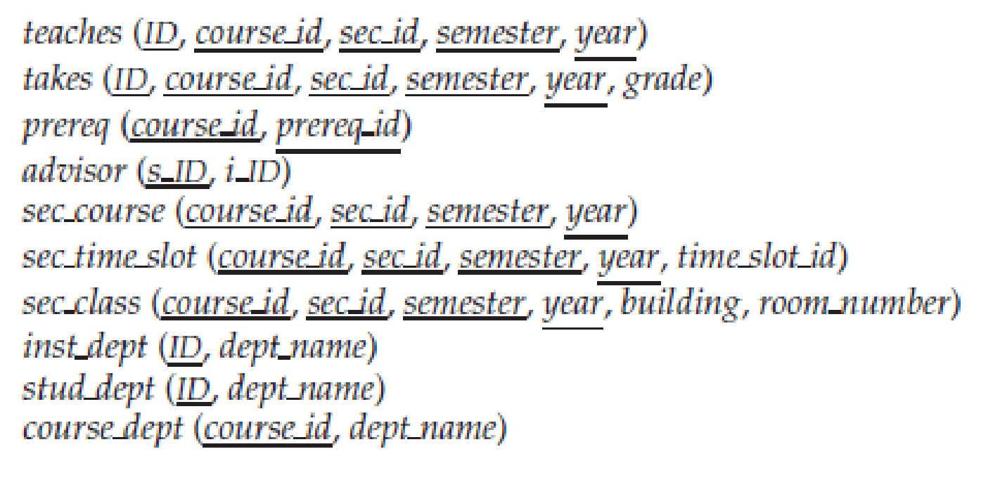 teaches (ID, course_id, sec_id, semester, year)
takes (ID, course_id, sec_id, semester, year, grade)
prereq (course_id, prereq_id)
advisor (s_ID, i_ID)
sec_course (course_id, sec_id, semester, year)
sec_time_slot (course_id, sec_id, semester, year, time_slot_id)
sec_class (course_id, sec_id, semester, year, building, room_number)
inst_dept (ID, dept_name)
stud_dept (ID, dept_name)
course_dept (course_id, dept_name)